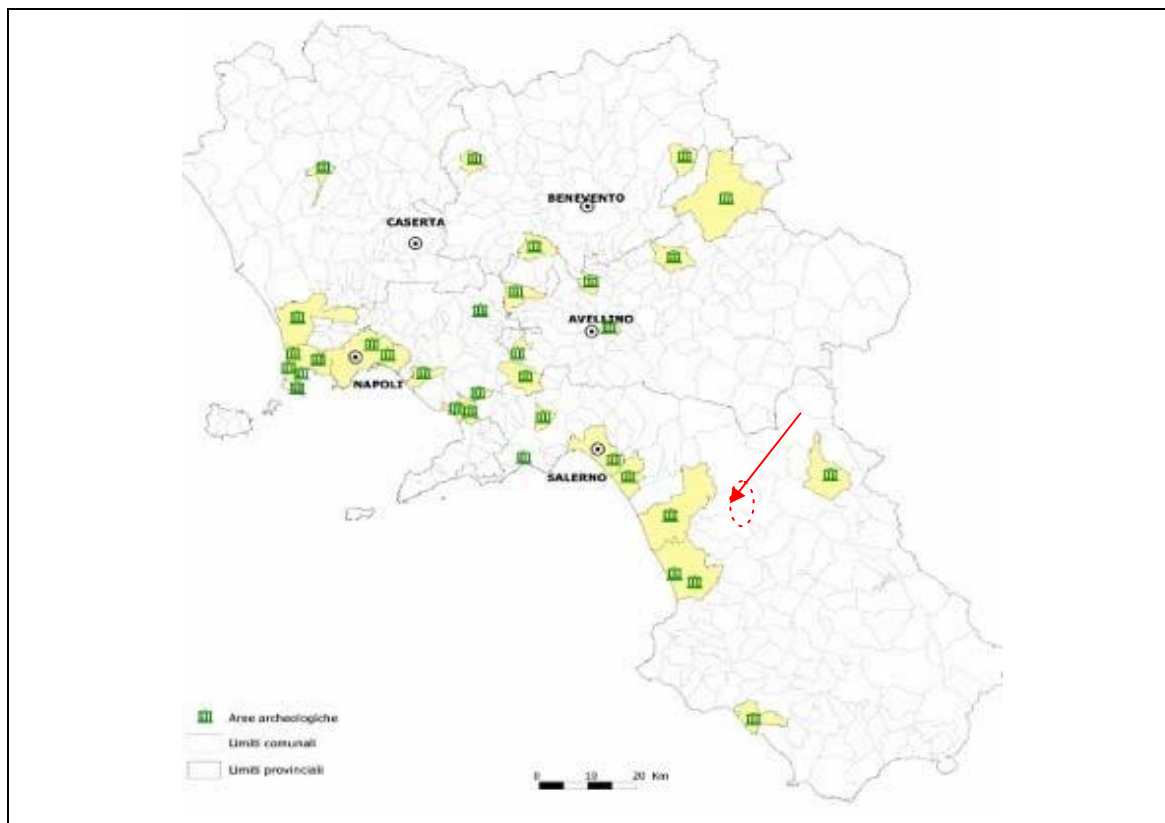 BENEVENTO
CASERTA
AVELLINO
NAPOLI
SALERNO
Aree archeologiche
Limiti comunali
Limiti provinciali
0 10 20 Km